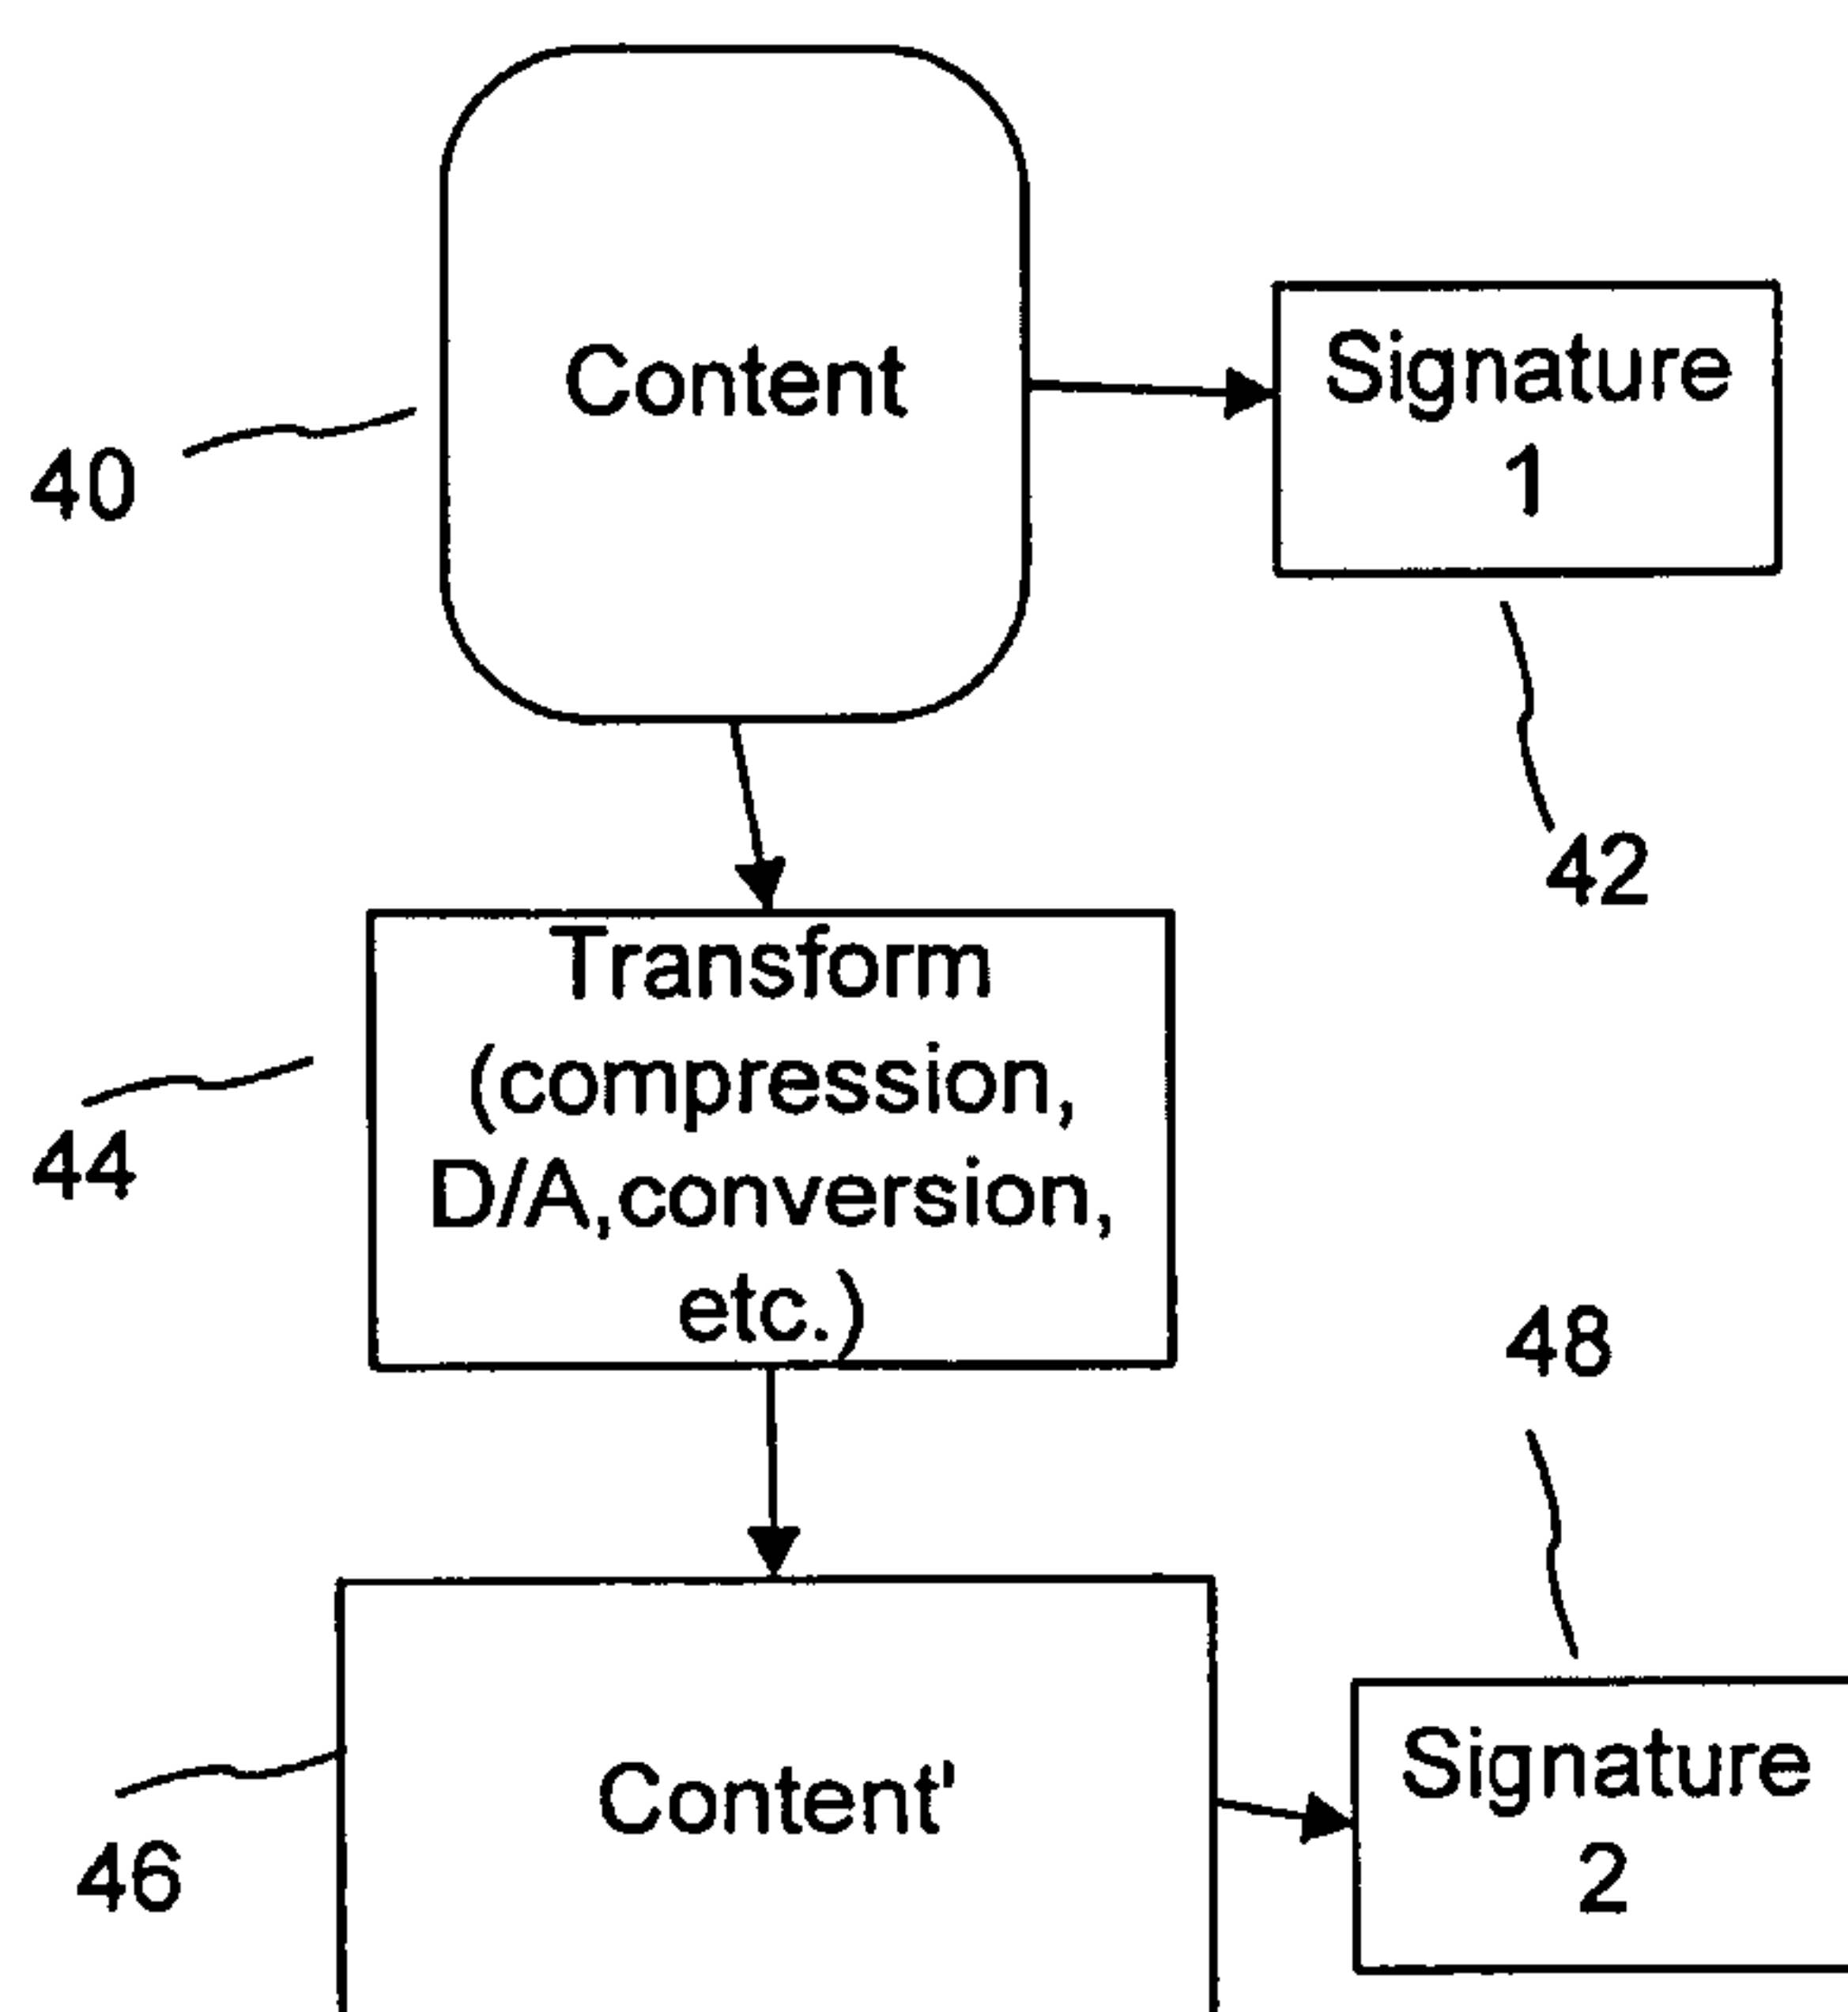 Content
Signature
1
40
42
Transform
(compression,
D/A,conversion,
etc.)
44
48
Content'
Signature
2
46